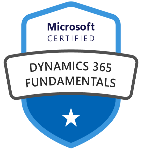 Microsoft
CERTIFIED
DYNAMICS 365
FUNDAMENTALS